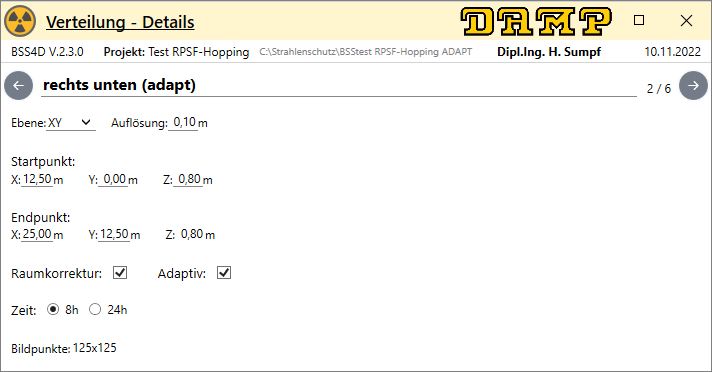 Verteilung - Details
DAMP
BSS4D V.2.3.0 Projekt: Test RPSF-Hopping C:\Strahlenschutz\BSStest RPSF-Hopping ADAPT Dipl.Ing. H. Sumpf 10.11.2022
rechts unten (adapt) 2 / 6
Ebene: XY Auflösung: 0,10 m
Startpunkt:
X: 12,50 m Y: 0,00 m Z: 0,80 m
Endpunkt:
X: 25,00 m Y: 12,50 m Z: 0,80 m
Raumkorrektur: Adaptiv:
Zeit: 8h 24h
Bildpunkte: 125x125